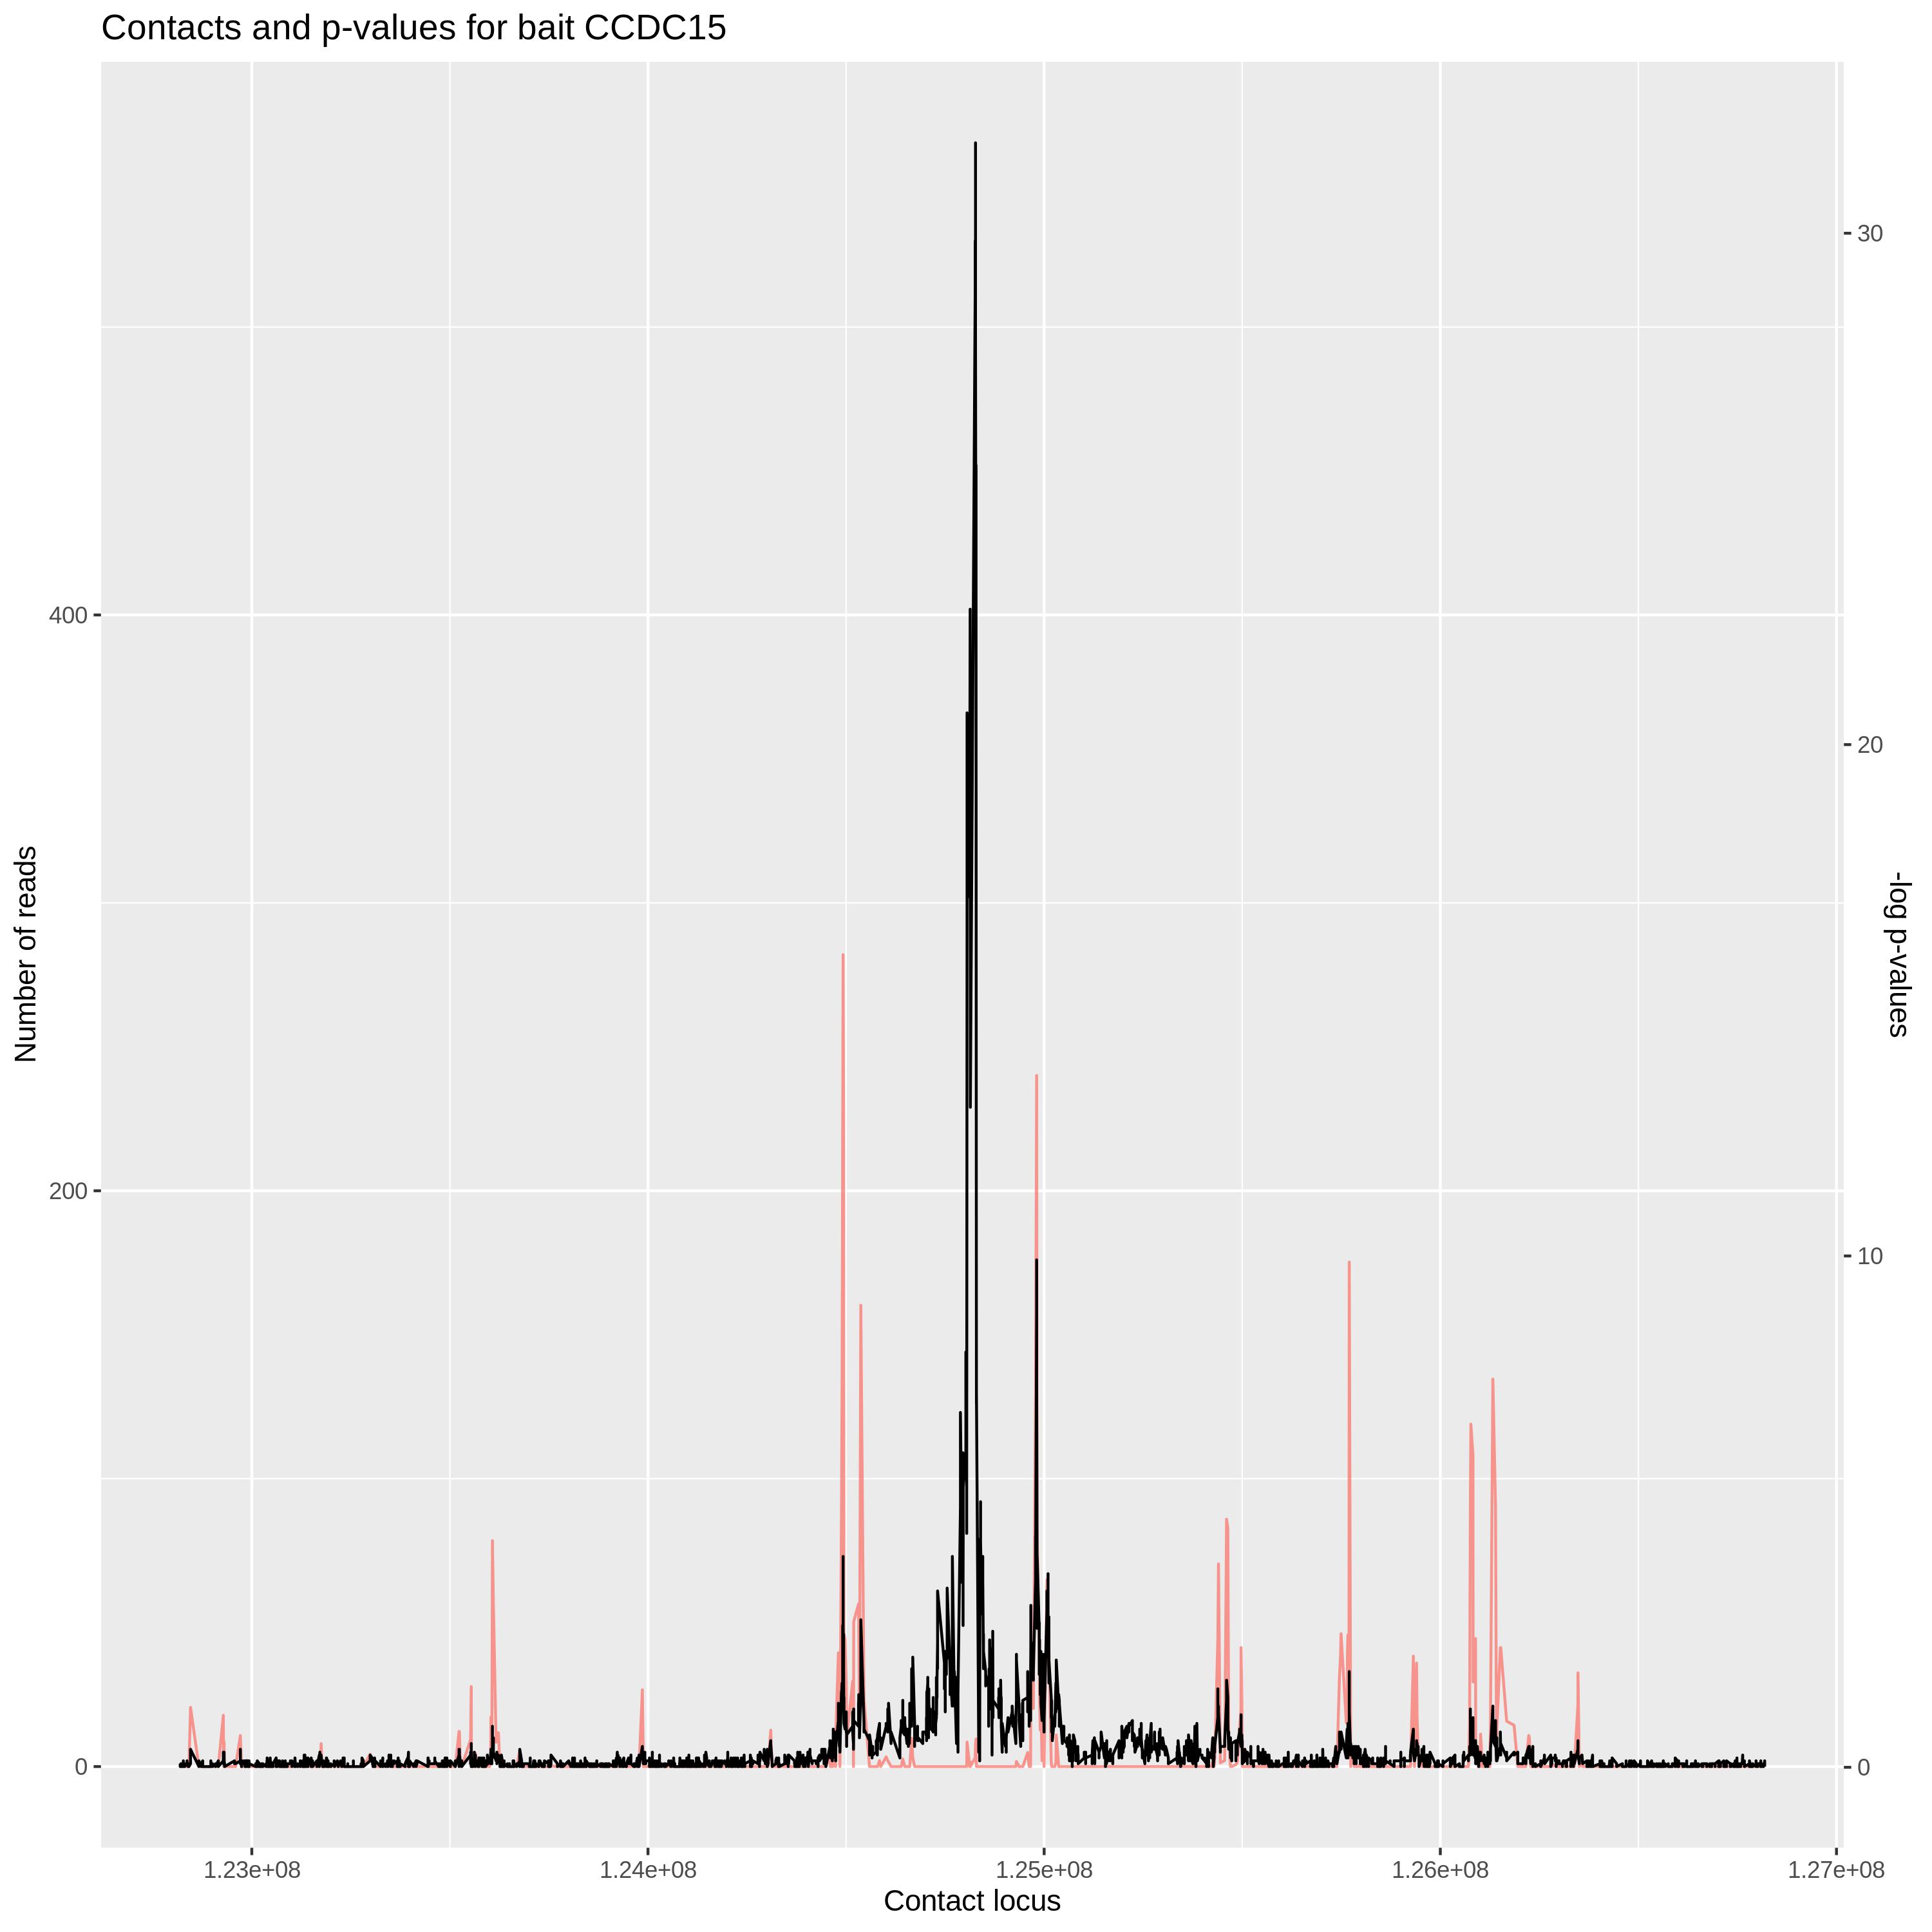 Contacts and p-values for bait CCDC15
Number of reads
400
200
0
30
20
10
0
-log p-values
1.23e+08
1.24e+08
1.25e+08
1.26e+08
1.27e+08
Contact locus